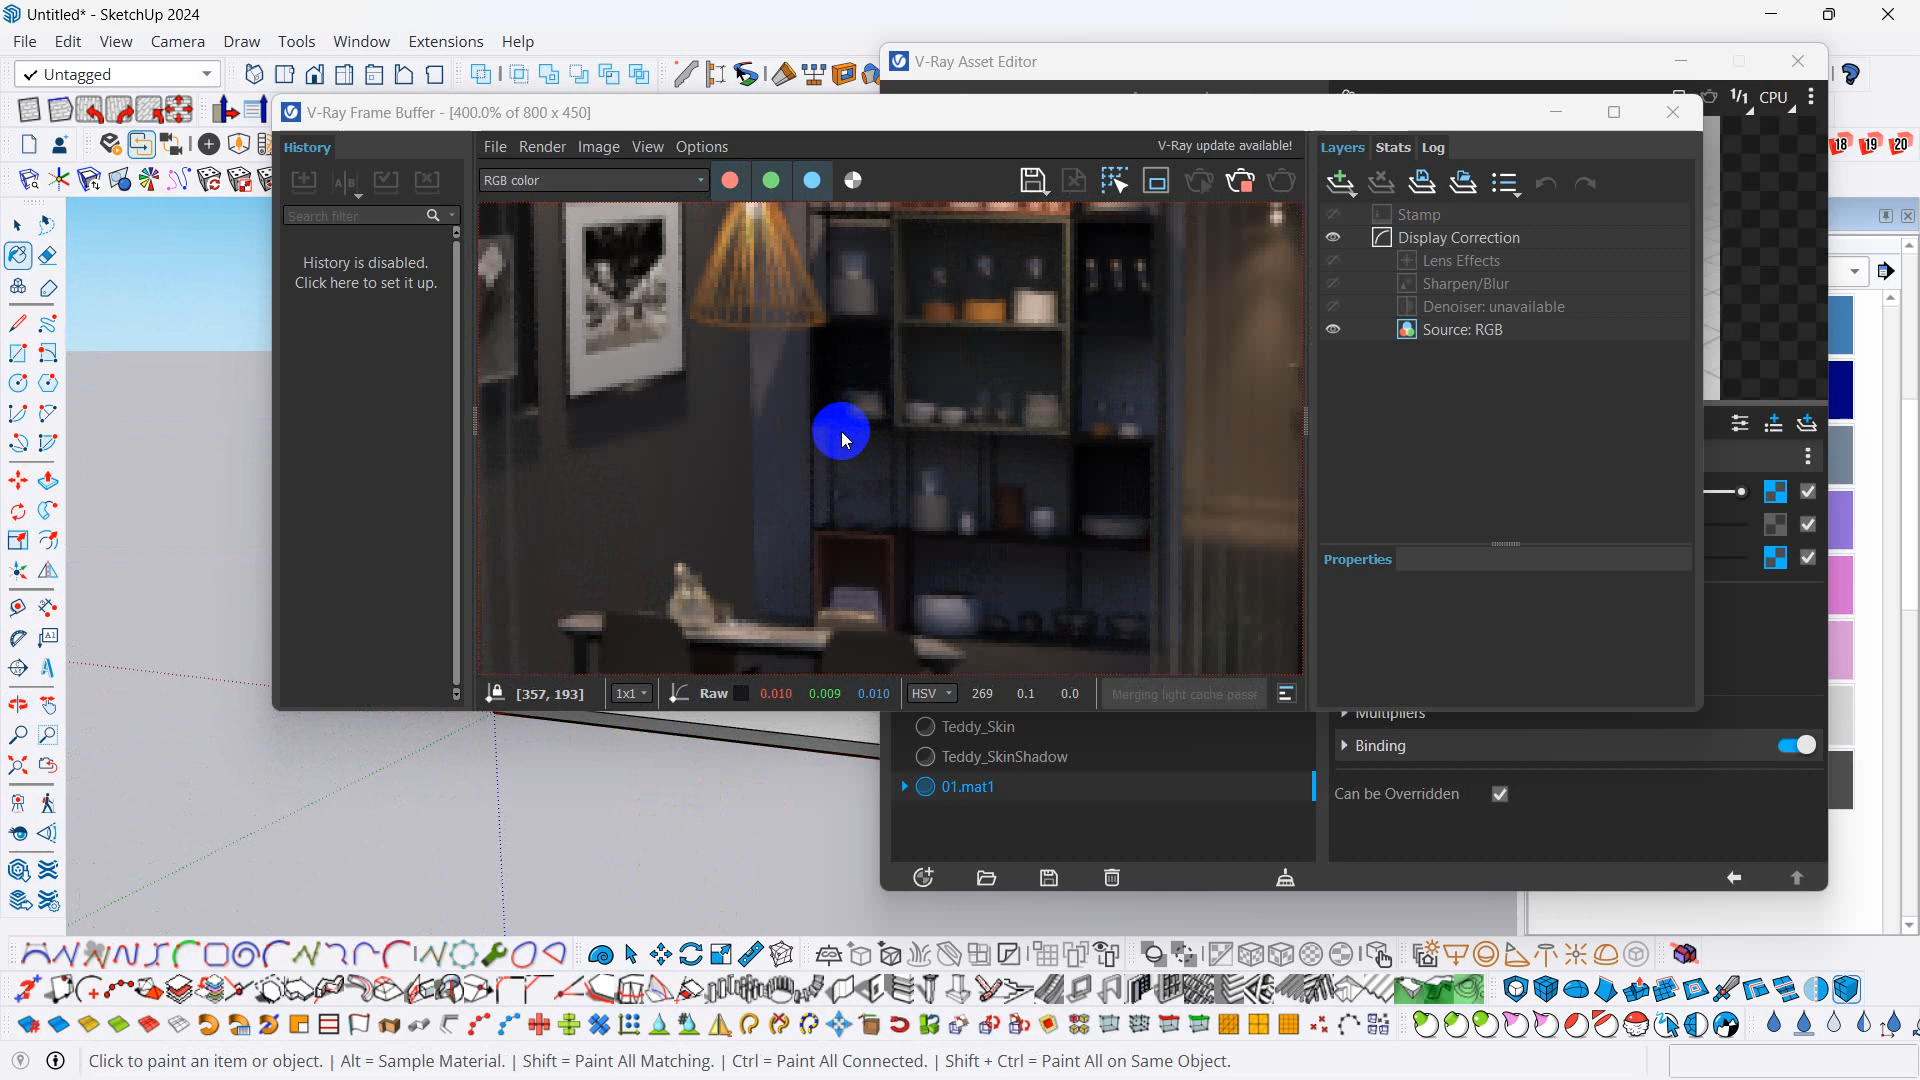 Untitled* - SketchUp 2024
File Edit View Camera Draw Tools Window Extensions Help
Untagged
V-Ray Asset Editor
1/1 CPU
V-Ray Frame Buffer - [400.0% of 800 x 450]
History
File Render Image View Options
V-Ray update available!
Layers Stats Log
RGB color
Search filter
History is disabled.
Click here to set it up.
Stamp
Display Correction
Lens Effects
Sharpen/Blur
Denoiser: unavailable
Source: RGB
18 19 20
Properties
A1
[357, 193] 1x1 Raw 0.010 0.009 0.010 HSV 269 0.1 0.0 Merging light cache passe
Multipliers
Teddy_Skin
Teddy_SkinShadow
01.mat1
Binding
Can be Overridden
Click to paint an item or object. | Alt = Sample Material. | Shift = Paint All Matching. | Ctrl = Paint All Connected. | Shift + Ctrl = Paint All on Same Object.